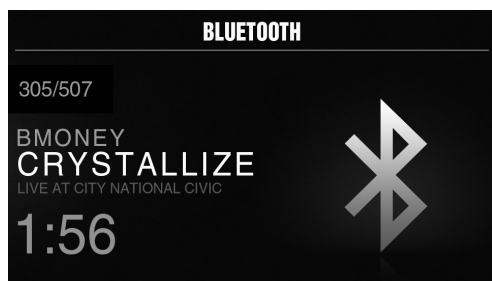 BLUETOOTH
305/507
BMONEY
CRYSTALLIZE
LIVE AT CITY NATIONAL CIVIC
1:56